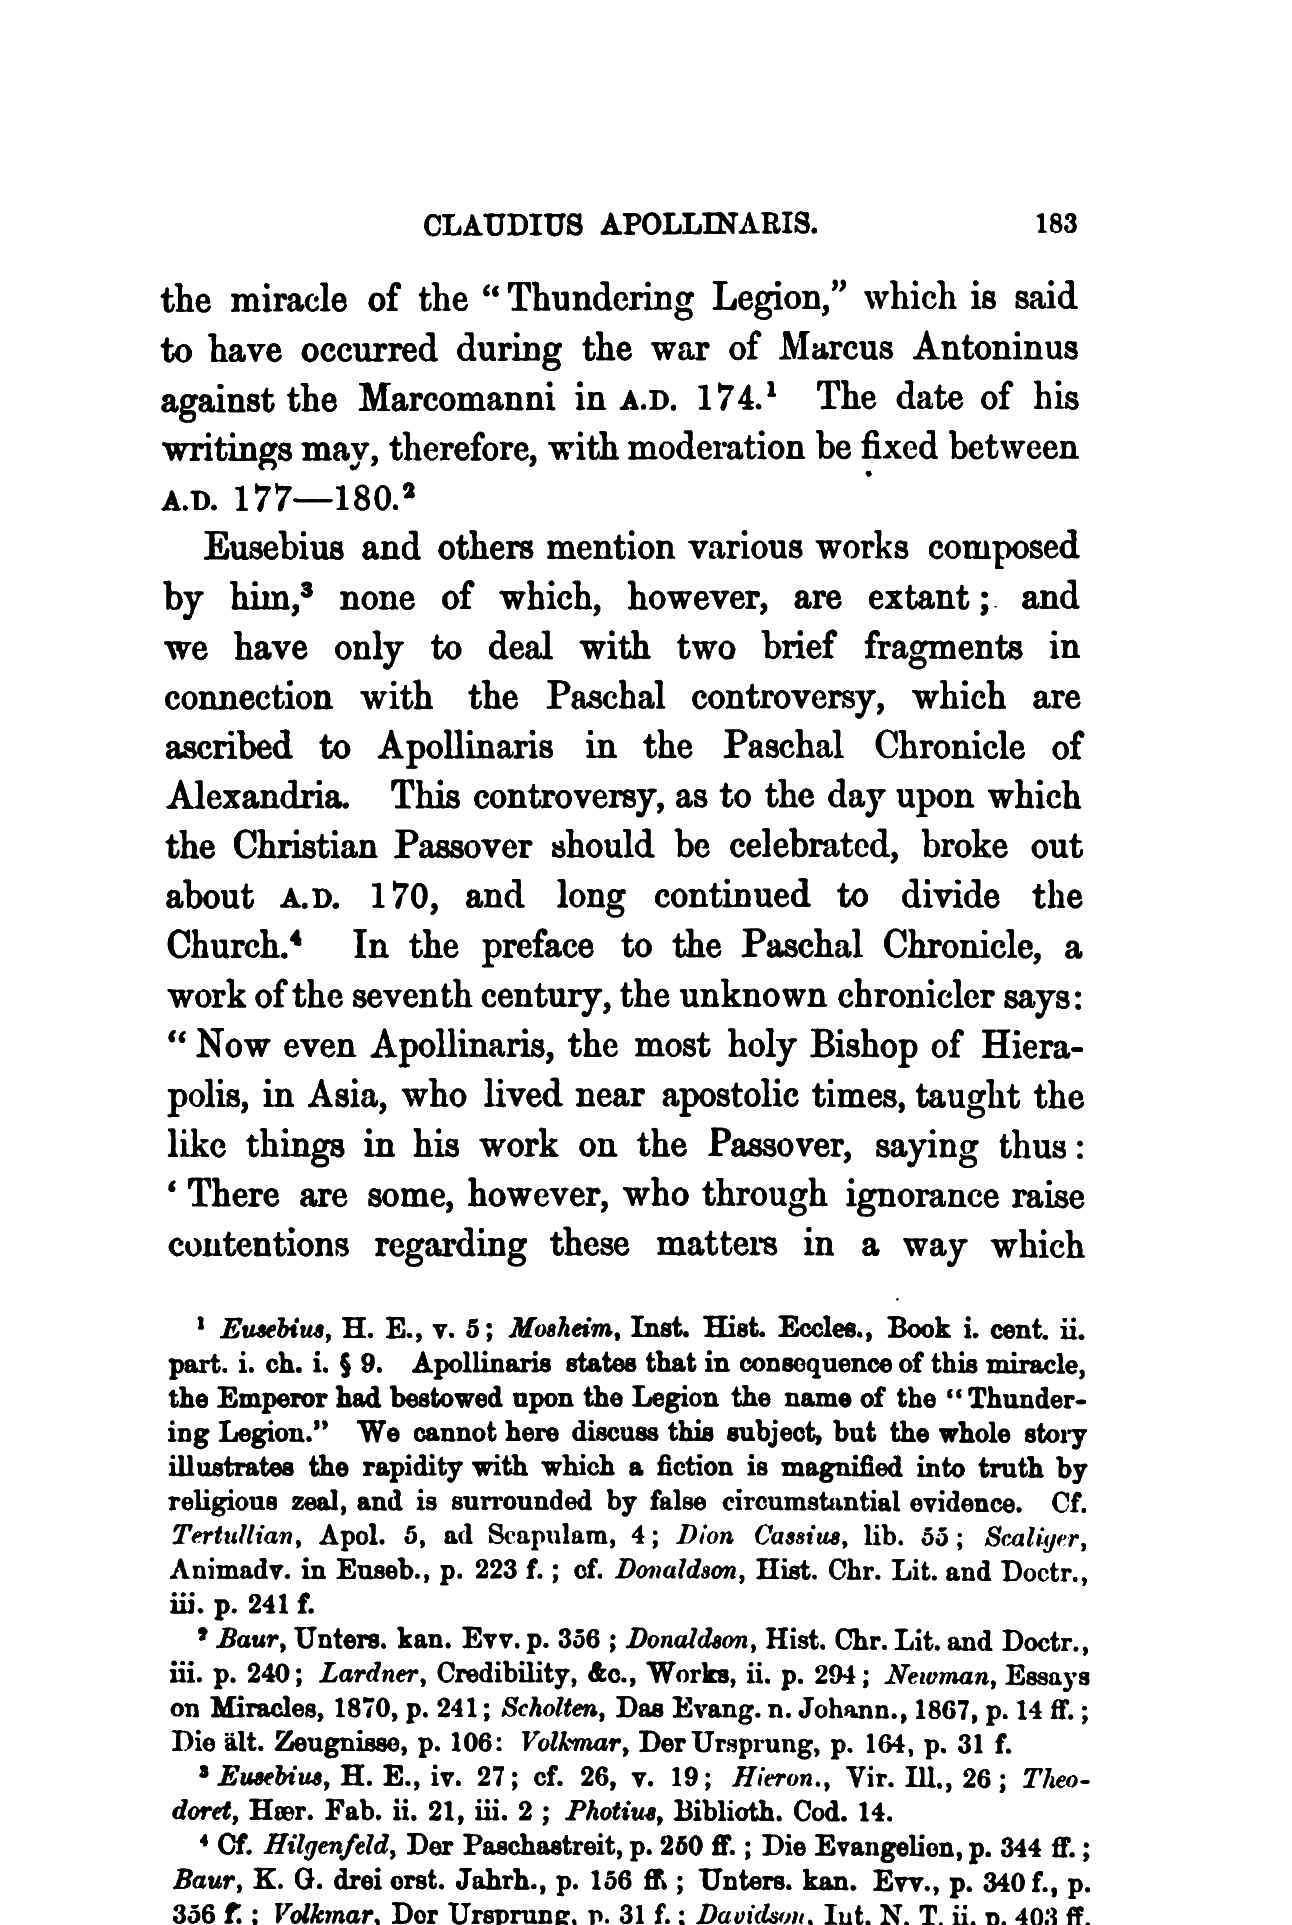 CLAUDIUS APOLLINARIS. 183
the miracle of the “Thundering Legion,” which is said
to have occurred during the war of Marcus Antoninus
against the Marcomanni in A.D. 174.¹ The date of his
writings may, therefore, with moderation be fixed between
A.D. 177—180.²
Eusebius and others mention various works composed
by him,³ none of which, however, are extant; and
we have only to deal with two brief fragments in
connection with the Paschal controversy, which are
ascribed to Apollinaris in the Paschal Chronicle of
Alexandria. This controversy, as to the day upon which
the Christian Passover should be celebrated, broke out
about A.D. 170, and long continued to divide the
Church.⁴ In the preface to the Paschal Chronicle, a
work of the seventh century, the unknown chronicler says:
“Now even Apollinaris, the most holy Bishop of Hiera-
polis, in Asia, who lived near apostolic times, taught the
like things in his work on the Passover, saying thus:
‘There are some, however, who through ignorance raise
contentions regarding these matters in a way which
¹ Eusebius, H. E., v. 5; Mosheim, Inst. Hist. Eccles., Book i. cent. ii.
part. i. ch. i. § 9. Apollinaris states that in consequence of this miracle,
the Emperor had bestowed upon the Legion the name of the “Thunder-
ing Legion.” We cannot here discuss this subject, but the whole story
illustrates the rapidity with which a fiction is magnified into truth by
religious zeal, and is surrounded by false circumstantial evidence. Cf.
Tertullian, Apol. 5, ad Scapulam, 4; Dion Cassius, lib. 55; Scaliger,
Animadv. in Euseb., p. 223 f.; cf. Donaldson, Hist. Chr. Lit. and Doctr.,
iii. p. 241 f.
² Baur, Unters. kan. Evv. p. 356; Donaldson, Hist. Chr. Lit. and Doctr.,
iii. p. 240; Lardner, Credibility, &c., Works, ii. p. 294; Newman, Essays
on Miracles, 1870, p. 241; Scholten, Das Evang. n. Johann., 1867, p. 14 ff.;
Die ält. Zeugnisse, p. 106: Volkmar, Der Ursprung, p. 164, p. 31 f.
³ Eusebius, H. E., iv. 27; cf. 26, v. 19; Hieron., Vir. Ill., 26; Theo-
doret, Hær. Fab. ii. 21, iii. 2; Photius, Biblioth. Cod. 14.
⁴ Cf. Hilgenfeld, Der Paschastreit, p. 250 ff.; Die Evangelien, p. 344 ff.;
Baur, K. G. drei erst. Jahrh., p. 156 ff.; Unters. kan. Evv., p. 340 f., p.
356 f.; Volkmar, Der Ursprung, p. 31 f.; Davidson, Int. N. T. ii. p. 403 ff.